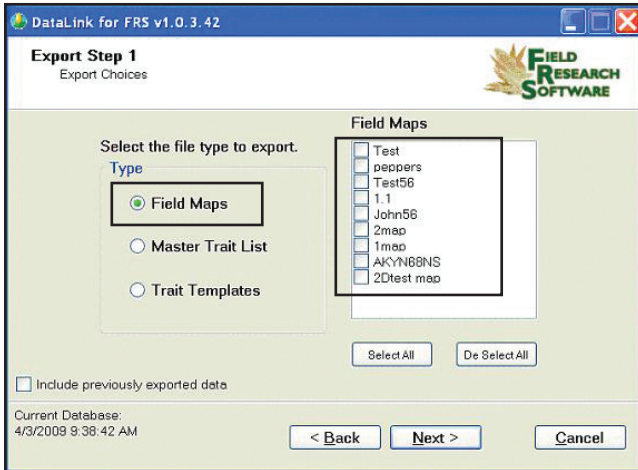 DataLink for FRS v1.0.3.42
Export Step 1
Export Choices
FIELD
RESEARCH
SOFTWARE
Select the file type to export.
Type
Field Maps
Master Trait List
Trait Templates
Field Maps
Test
peppers
Test56
1.1
John56
2map
1map
AKYN68NS
2Dtest map
Select All
De Select All
Include previously exported data
Current Database:
4/3/2009 9:38:42 AM
< Back
Next >
Cancel